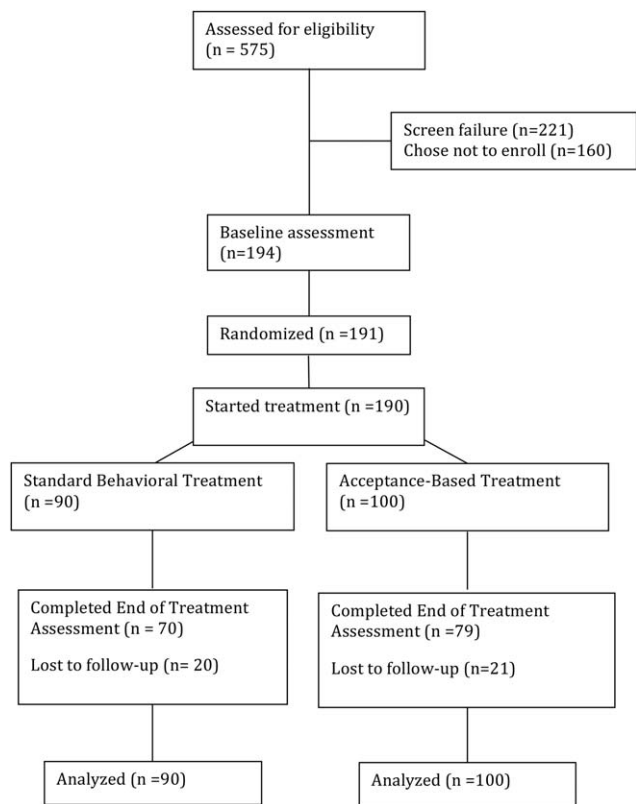 Assessed for eligibility
(n = 575)
Screen failure (n=221)
Chose not to enroll (n=160)
Baseline assessment
(n=194)
Randomized (n =191)
Started treatment (n =190)
Standard Behavioral Treatment
(n =90)
Acceptance-Based Treatment
(n =100)
Completed End of Treatment
Assessment (n = 70)
Lost to follow-up (n= 20)
Completed End of Treatment
Assessment (n =79)
Lost to follow-up (n=21)
Analyzed (n =90)
Analyzed (n =100)